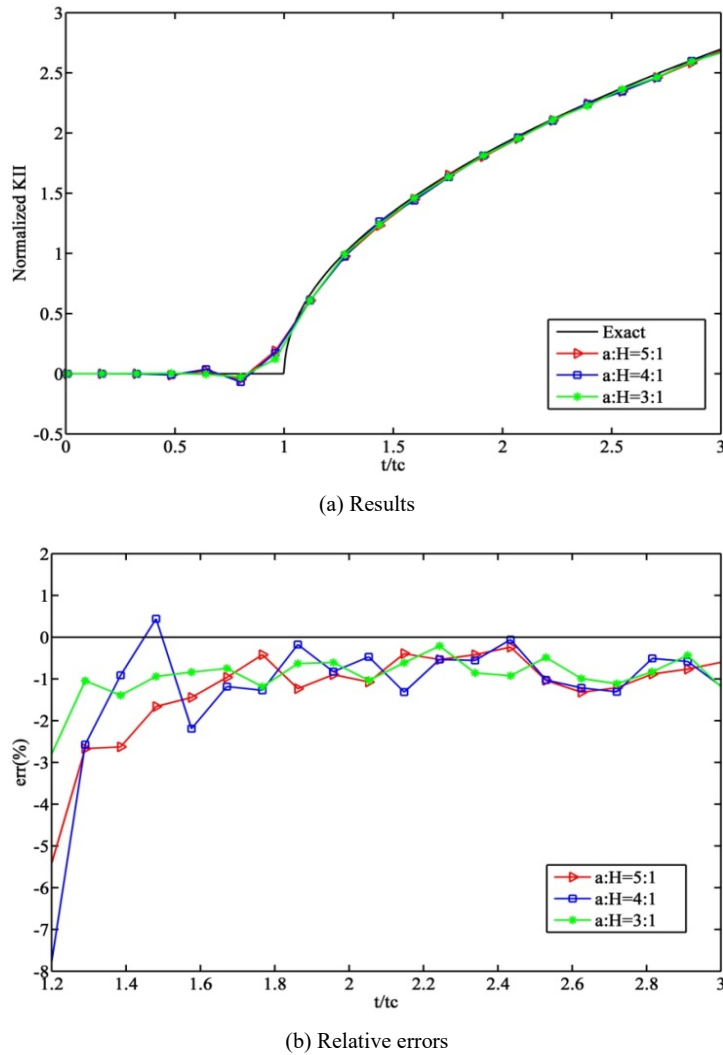 3
2.5
2
1.5
1
0.5
0
-0.5
Normalized KII
0 0.5 1 1.5 2 2.5 3
t/tc
Exact
a:H=5:1
a:H=4:1
a:H=3:1
(a) Results
2
1
0
-1
-2
-3
-4
-5
-6
-7
-8
err(%)
1.2 1.4 1.6 1.8 2 2.2 2.4 2.6 2.8 3
t/tc
a:H=5:1
a:H=4:1
a:H=3:1
(b) Relative errors